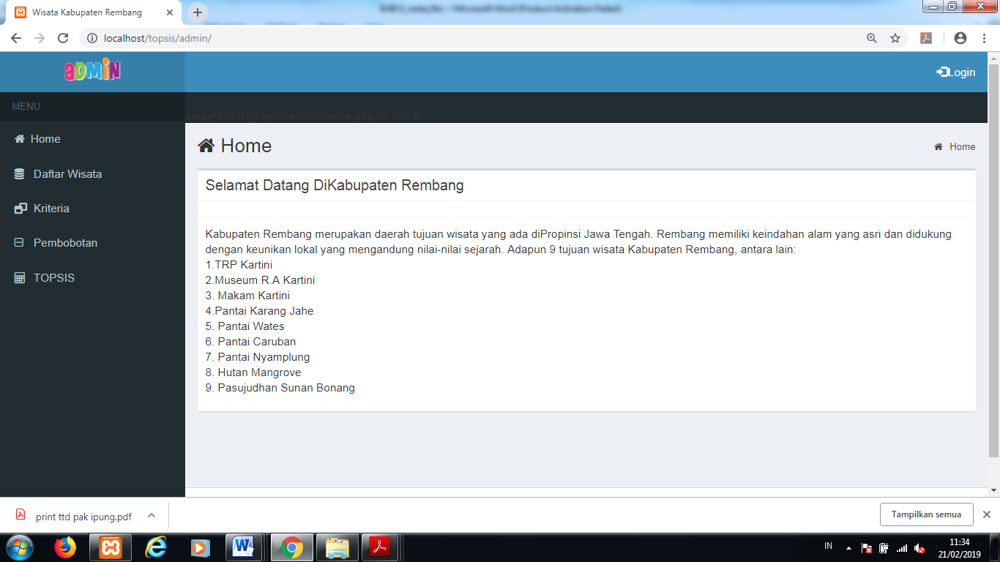 Wisata Kabupaten Rembang
localhost/topsis/admin/
aDMiN
Login
MENU
ampp\htdocs\topsis\admin\index.php on line 6
Home
Daftar Wisata
Kriteria
Pembobotan
TOPSIS
Home
Home
Selamat Datang DiKabupaten Rembang
Kabupaten Rembang merupakan daerah tujuan wisata yang ada diPropinsi Jawa Tengah. Rembang memiliki keindahan alam yang asri dan didukung
dengan keunikan lokal yang mengandung nilai-nilai sejarah. Adapun 9 tujuan wisata Kabupaten Rembang, antara lain:
1.TRP Kartini
2.Museum R.A Kartini
3. Makam Kartini
4.Pantai Karang Jahe
5. Pantai Wates
6. Pantai Caruban
7. Pantai Nyamplung
8. Hutan Mangrove
9. Pasujudhan Sunan Bonang
print ttd pak ipung.pdf
Tampilkan semua
IN
11:34
21/02/2019